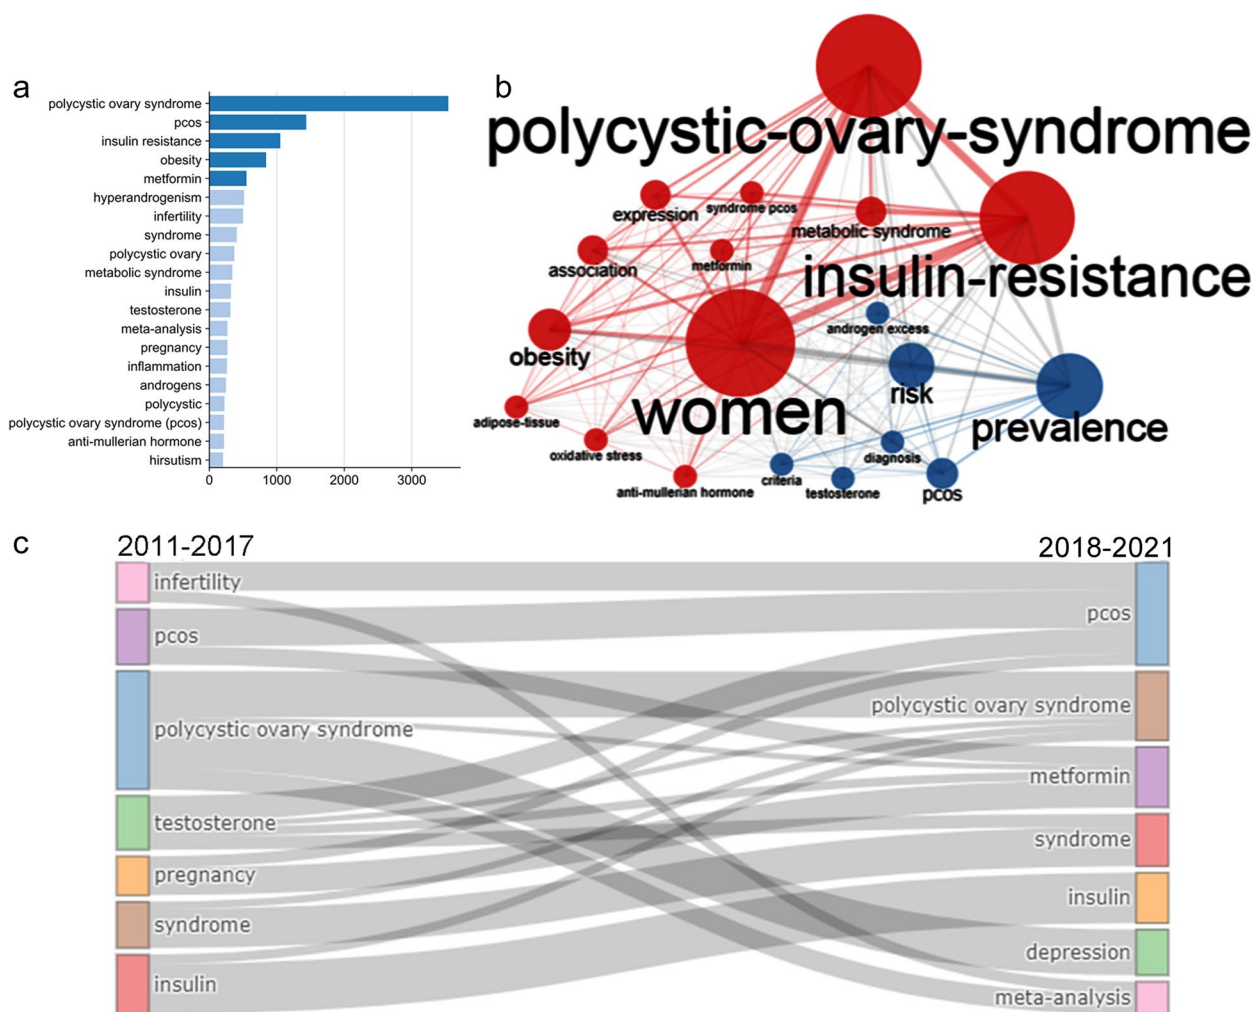 a
polycystic ovary syndrome
pcos
insulin resistance
obesity
metformin
hyperandrogenism
infertility
syndrome
polycystic ovary
metabolic syndrome
insulin
testosterone
meta-analysis
pregnancy
inflammation
androgens
polycystic
polycystic ovary syndrome (pcos)
anti-mullerian hormone
hirsutism
0 1000 2000 3000
b
polycystic-ovary-syndrome
expression
syndrome pcos
metabolic syndrome
association
metformin
insulin-resistance
androgen excess
obesity
risk
women
prevalence
adipose-tissue
oxidative stress
diagnosis
anti-mullerian hormone
criteria
testosterone
pcos
c
2011-2017
2018-2021
infertility
pcos
polycystic ovary syndrome
testosterone
pregnancy
syndrome
insulin
pcos
polycystic ovary syndrome
metformin
syndrome
insulin
depression
meta-analysis